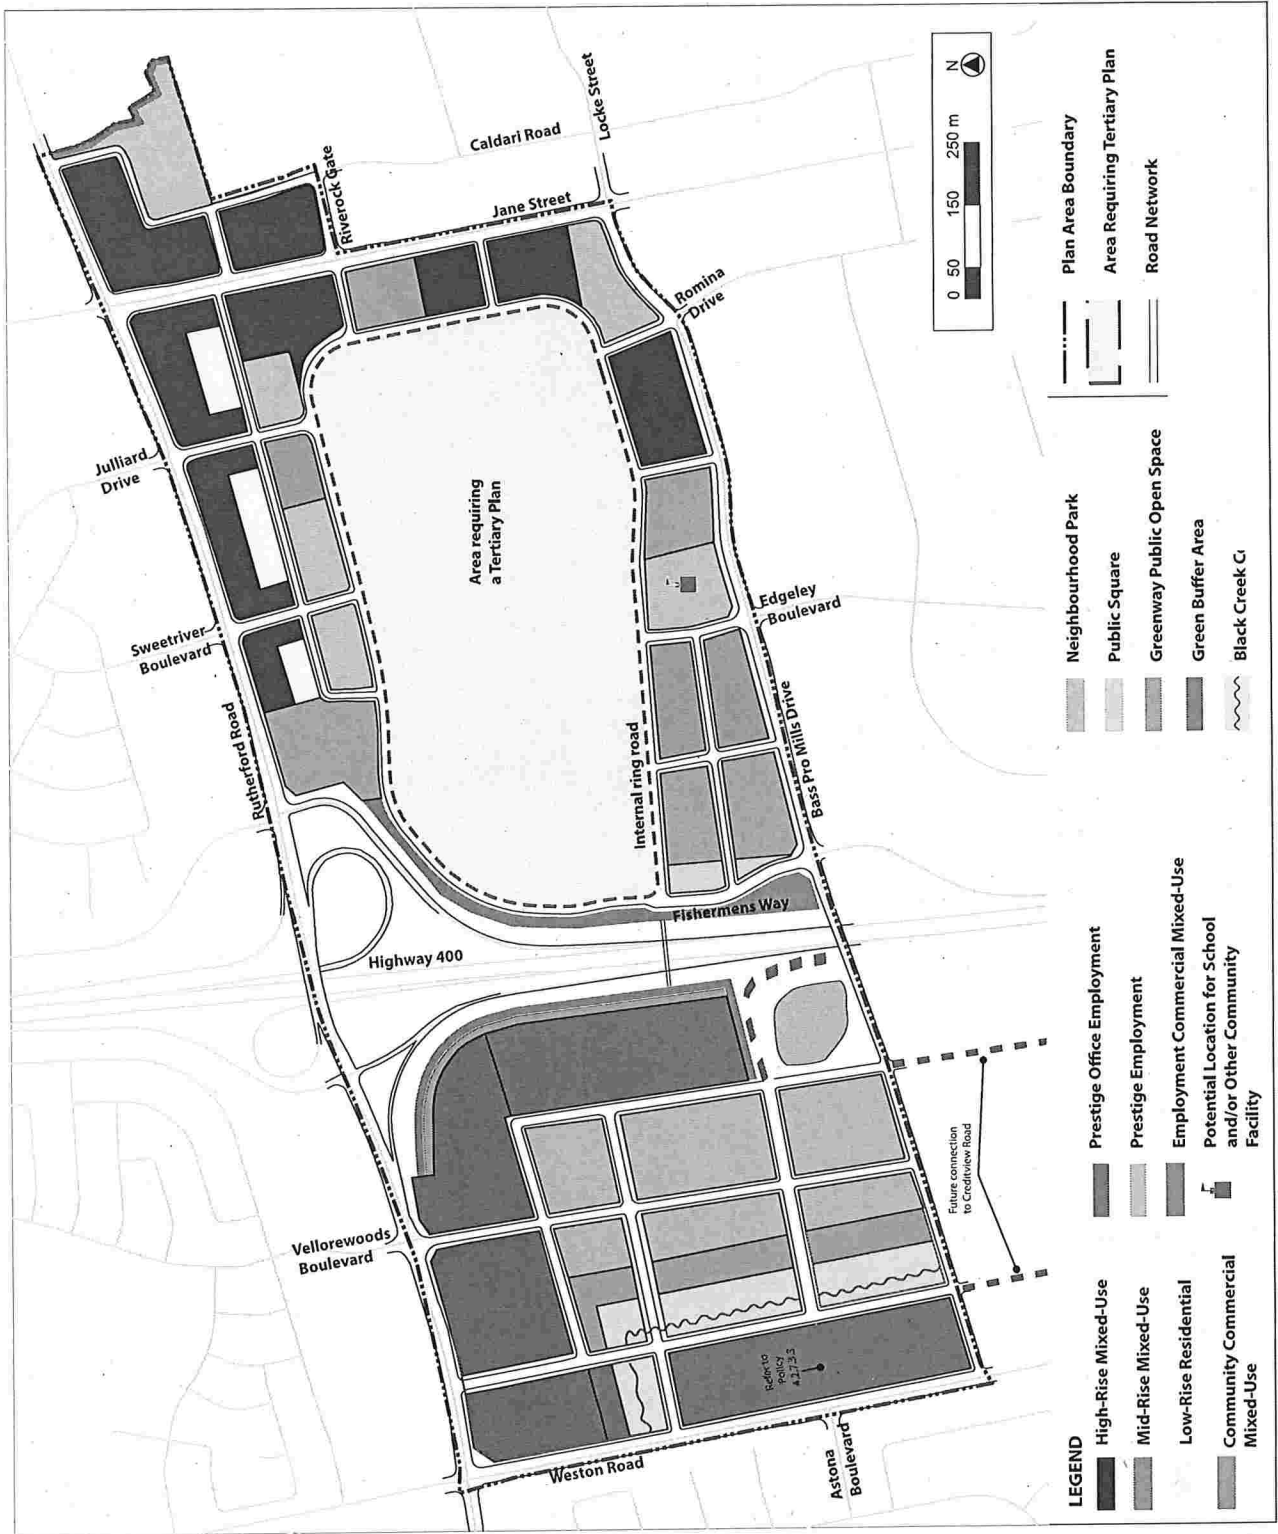 Locke Street
Caldari Road
Riverock Gate
Jane Street
Romina
Drive
Julliard
Drive
Area requiring
a Tertiary Plan
Sweetriver
Boulevard
Edgeley
Boulevard
Rutherford Road
Internal ring road
Bass Pro Mills Drive
Fishermens Way
Highway 400
Vellorewoods
Boulevard
Future connection
to Creditview Road
Refer to
Policy
4.2.7.3.3
Weston Road
Astona
Boulevard
N
0 50 150 250 m
LEGEND
High-Rise Mixed-Use
Mid-Rise Mixed-Use
Low-Rise Residential
Community Commercial
Mixed-Use
Prestige Office Employment
Prestige Employment
Employment Commercial Mixed-Use
Potential Location for School
and/or Other Community
Facility
Neighbourhood Park
Public Square
Greenway Public Open Space
Green Buffer Area
Black Creek
Plan Area Boundary
Area Requiring Tertiary Plan
Road Network